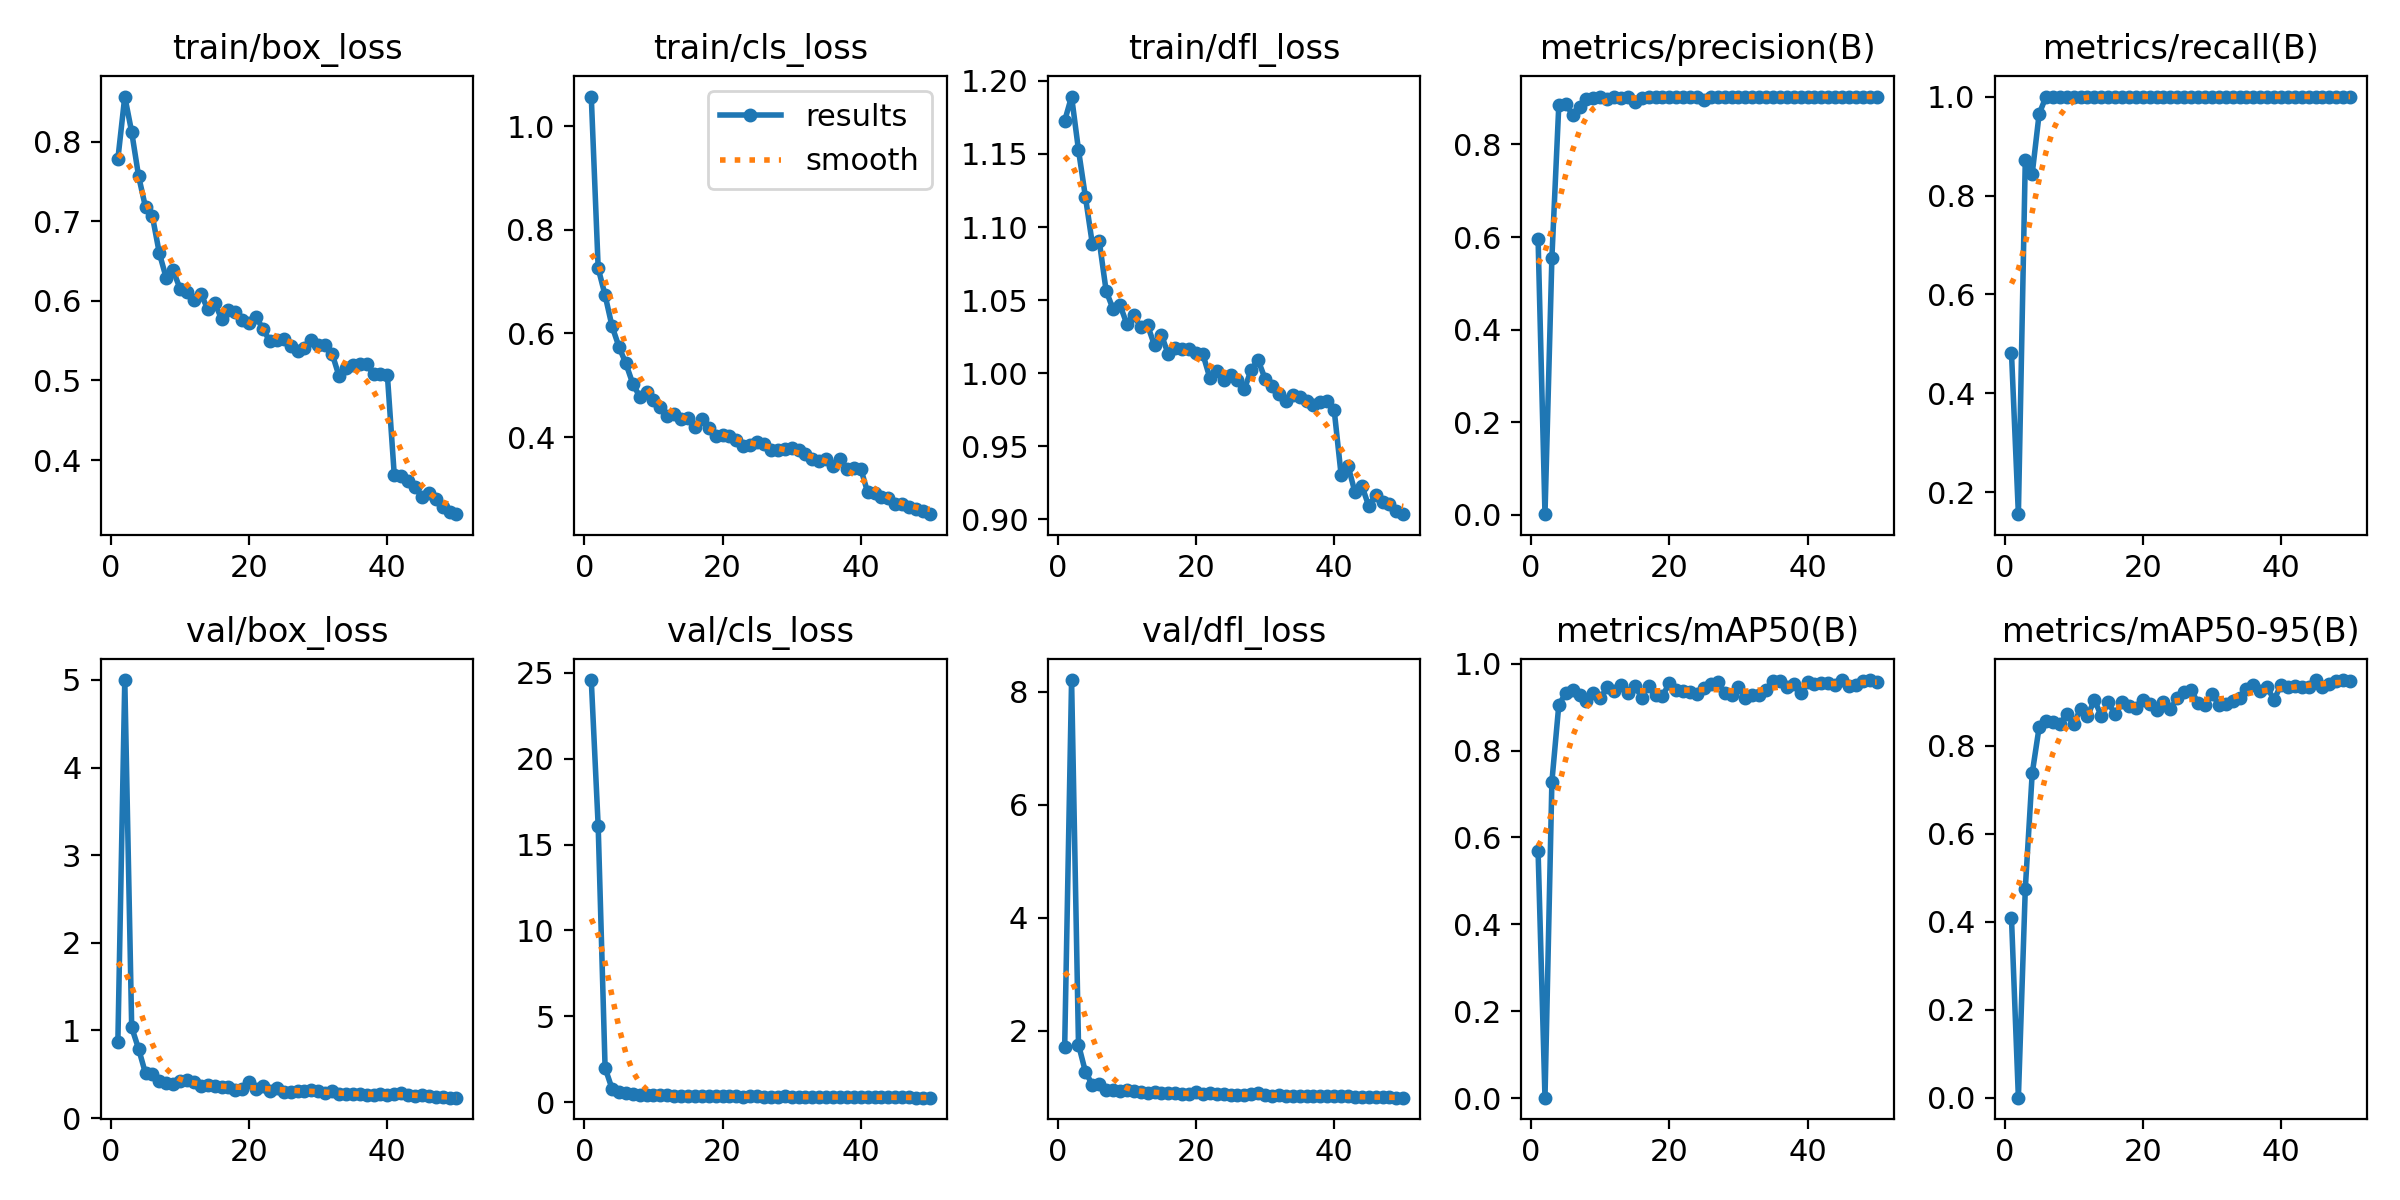 train/box_loss
train/cls_loss
train/dfl_loss
metrics/precision(B)
metrics/recall(B)
0.8
0.7
0.6
0.5
0.4
0 20 40
results
smooth
1.0
0.8
0.6
0.4
0 20 40
1.20
1.15
1.10
1.05
1.00
0.95
0.90
0 20 40
0.8
0.6
0.4
0.2
0.0
0 20 40
1.0
0.8
0.6
0.4
0.2
0 20 40
val/box_loss
val/cls_loss
val/dfl_loss
metrics/mAP50(B)
metrics/mAP50-95(B)
5
4
3
2
1
0
0 20 40
25
20
15
10
5
0
0 20 40
8
6
4
2
0 20 40
1.0
0.8
0.6
0.4
0.2
0.0
0 20 40
0.8
0.6
0.4
0.2
0.0
0 20 40